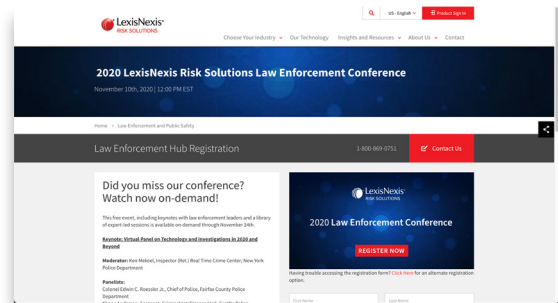 LexisNexis
RISK SOLUTIONS
US - English
Product Sign In
Choose Your Industry
Our Technology
Insights and Resources
About Us
Contact
2020 LexisNexis Risk Solutions Law Enforcement Conference
November 10th, 2020 | 12:00 PM EST
Home
Law Enforcement and Public Safety
Law Enforcement Hub Registration
1-800-869-0751
Contact Us
Did you miss our conference?
Watch now on-demand!
This free event, including keynotes with law enforcement leaders and a library
of expert-led sessions is available on-demand through November 24th.
Keynote: Virtual Panel on Technology and Investigations in 2020 and
Beyond
Moderator: Ken Mekeel, Inspector (Ret.) Real Time Crime Center, New York
Police Department
Panelists:
Colonel Edwin C. Roessler Jr., Chief of Police, Fairfax County Police
Department
LexisNexis
RISK SOLUTIONS
2020 Law Enforcement Conference
REGISTER NOW
Having trouble accessing the registration form? Click Here for an alternate registration
option.
First Name
Last Name